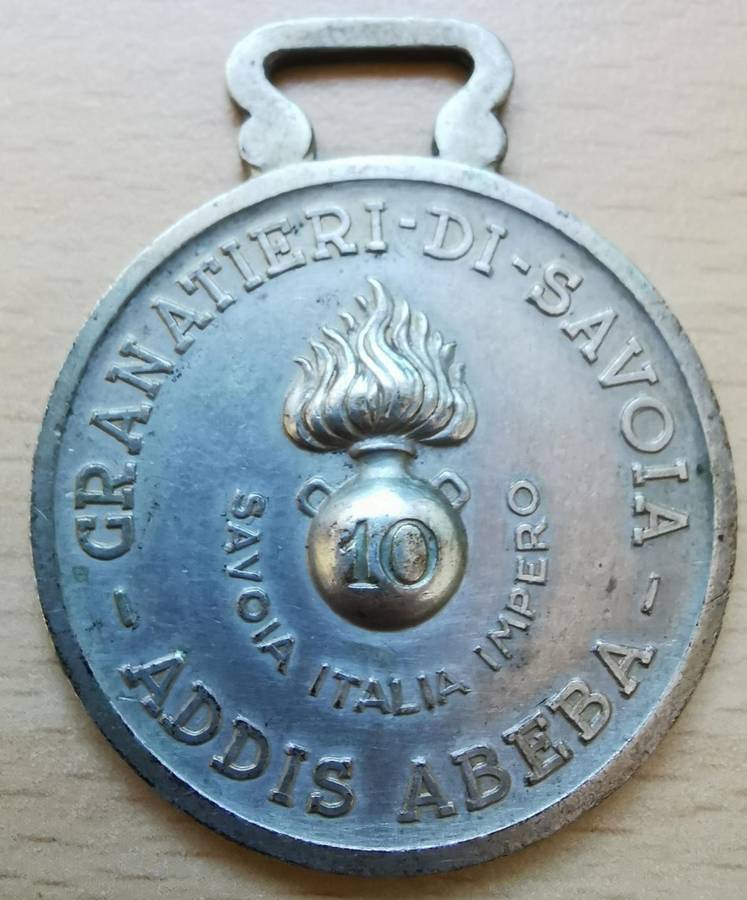 GRANATIERI-DI-SAVOIA
10
SAVOIA ITALIA IMPERO
- ADDIS ABEBA -